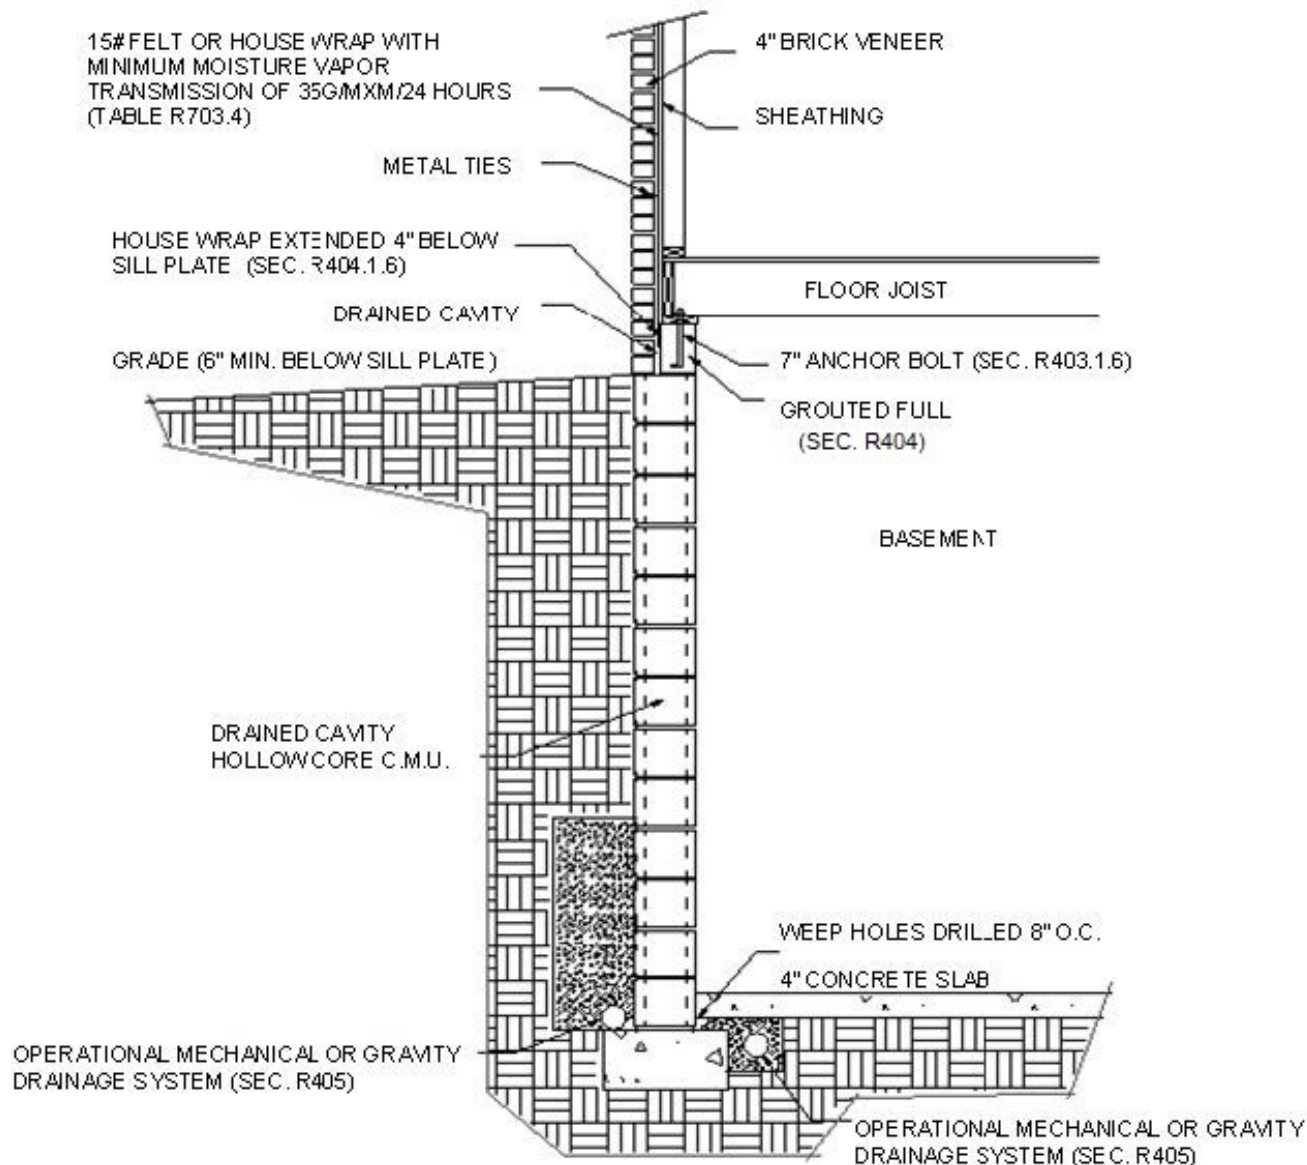 15# FELT OR HOUSE WRAP WITH
MINIMUM MOISTURE VAPOR
TRANSMISSION OF 35G/MXM/24 HOURS
(TABLE R703.4)
4" BRICK VENEER
SHEATHING
METAL TIES
HOUSE WRAP EXTENDED 4" BELOW
SILL PLATE (SEC. R404.1.6)
FLOOR JOIST
DRAINED CAVITY
GRADE (6" MIN. BELOW SILL PLATE)
7" ANCHOR BOLT (SEC. R403.1.6)
GROUTED FULL
(SEC. R404)
BASEMENT
DRAINED CAVITY
HOLLOW CORE C.M.U.
WEEP HOLES DRILLED 8" O.C.
4" CONCRETE SLAB
OPERATIONAL MECHANICAL OR GRAVITY
DRAINAGE SYSTEM (SEC. R405)
OPERATIONAL MECHANICAL OR GRAVITY
DRAINAGE SYSTEM (SEC. R405)